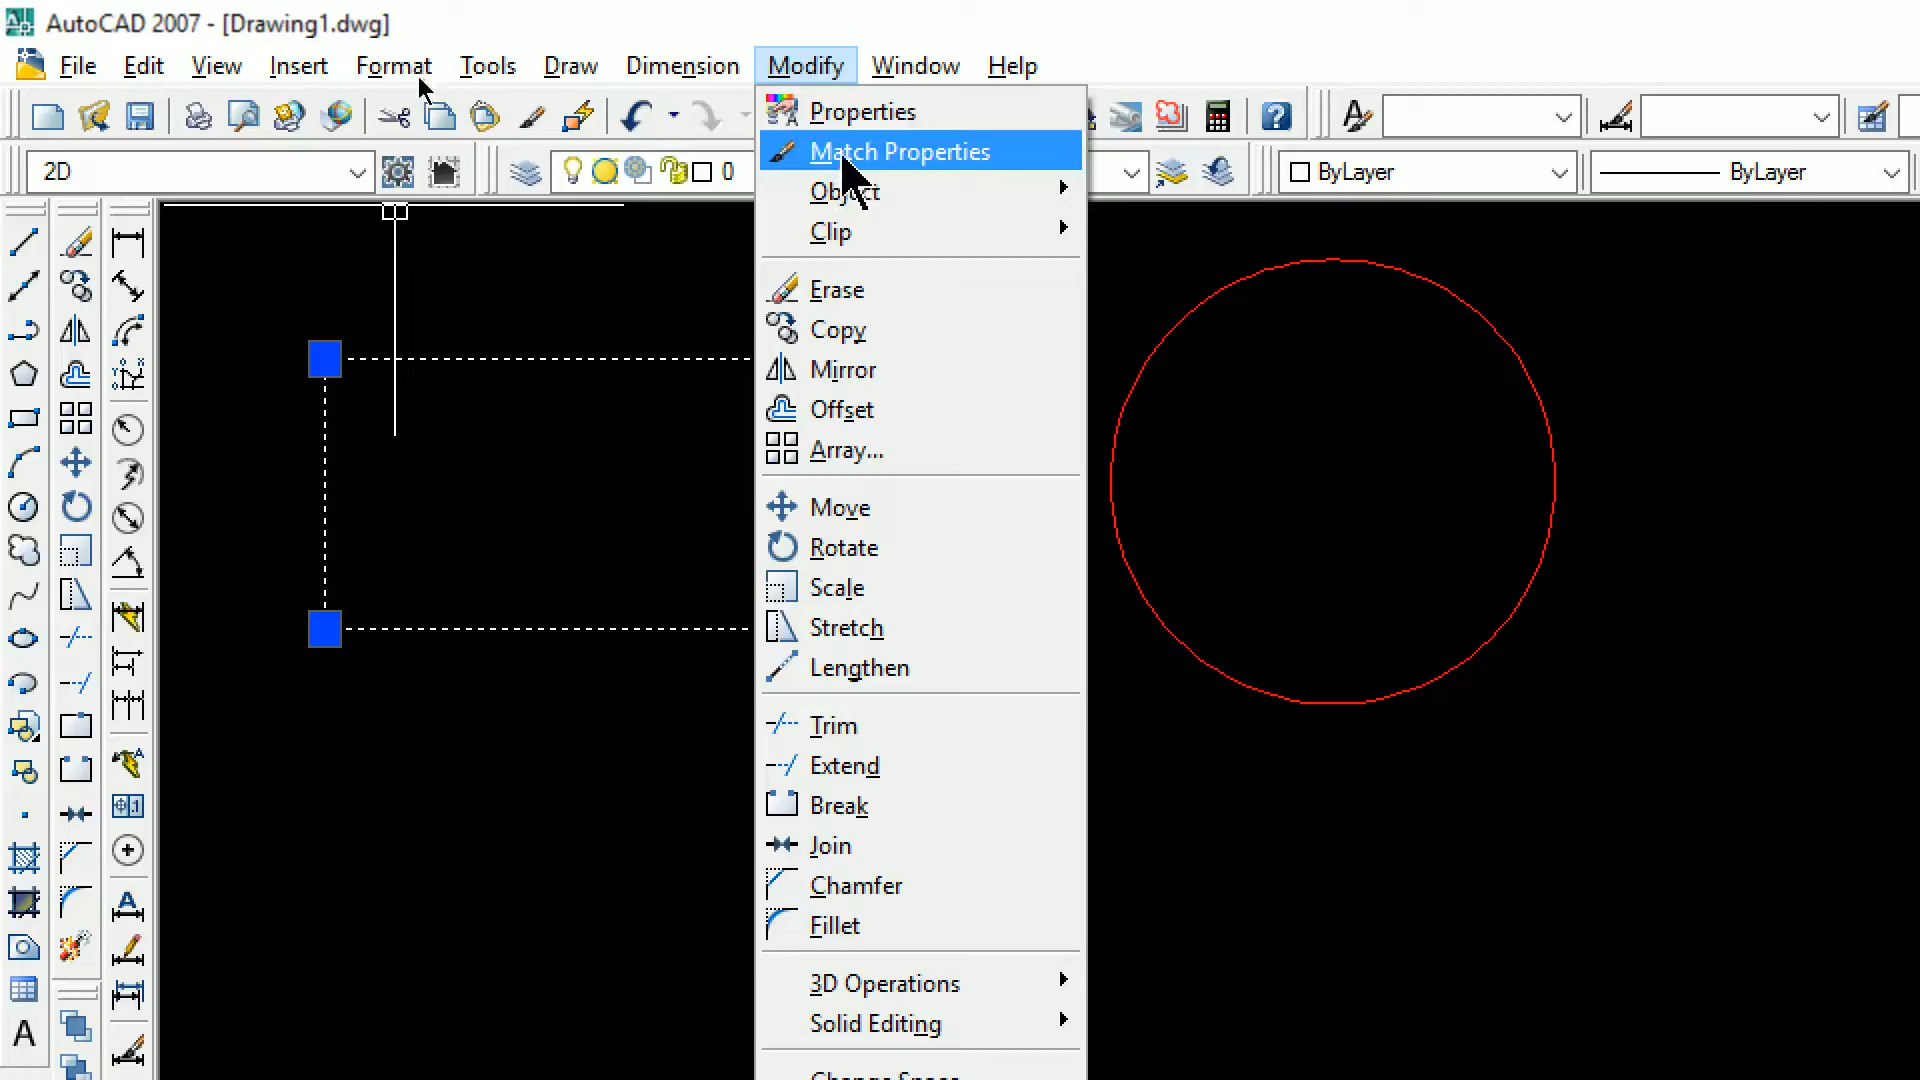 AutoCAD 2007 - [Drawing1.dwg]
File Edit View Insert Format Tools Draw Dimension Modify Window Help
2D
0
ByLayer
ByLayer
Properties
Match Properties
Object
Clip
Erase
Copy
Mirror
Offset
Array...
Move
Rotate
Scale
Stretch
Lengthen
Trim
Extend
Break
Join
Chamfer
Fillet
3D Operations
Solid Editing
Change Space
A